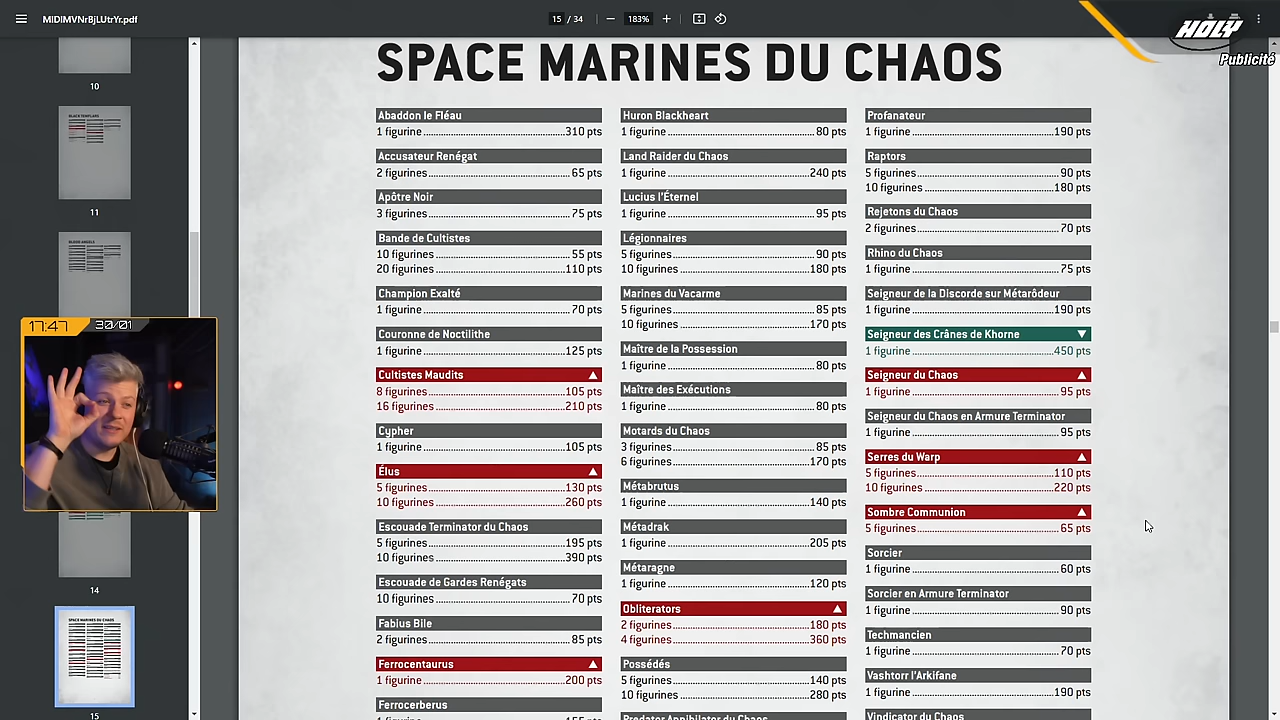 MIDIMVNrBjLUtrYr.pdf
15 / 34
183%
HOLY
Publicité
10
11
14
15
17:47 30/01
SPACE MARINES DU CHAOS
Abaddon le Fléau
1 figurine 310 pts
Accusateur Renégat
2 figurines 65 pts
Apôtre Noir
3 figurines 75 pts
Bande de Cultistes
10 figurines 55 pts
20 figurines 110 pts
Champion Exalté
1 figurine 70 pts
Couronne de Noctilithe
1 figurine 125 pts
Cultistes Maudits ▲
8 figurines 105 pts
16 figurines 210 pts
Cypher
1 figurine 105 pts
Élus ▲
5 figurines 130 pts
10 figurines 260 pts
Escouade Terminator du Chaos
5 figurines 195 pts
10 figurines 390 pts
Escouade de Gardes Renégats
10 figurines 70 pts
Fabius Bile
2 figurines 85 pts
Ferrocentaurus ▲
1 figurine 200 pts
Ferrocerberus
Huron Blackheart
1 figurine 80 pts
Land Raider du Chaos
1 figurine 240 pts
Lucius l'Éternel
1 figurine 95 pts
Légionnaires
5 figurines 90 pts
10 figurines 180 pts
Marines du Vacarme
5 figurines 85 pts
10 figurines 170 pts
Maître de la Possession
1 figurine 80 pts
Maître des Exécutions
1 figurine 80 pts
Motards du Chaos
3 figurines 85 pts
6 figurines 170 pts
Métabrutus
1 figurine 140 pts
Métadrak
1 figurine 205 pts
Métaragne
1 figurine 120 pts
Obliterators ▲
2 figurines 180 pts
4 figurines 360 pts
Possédés
5 figurines 140 pts
10 figurines 280 pts
Predator Annihilator du Chaos
Profanateur
1 figurine 190 pts
Raptors
5 figurines 90 pts
10 figurines 180 pts
Rejetons du Chaos
2 figurines 70 pts
Rhino du Chaos
1 figurine 75 pts
Seigneur de la Discorde sur Métarôdeur
1 figurine 190 pts
Seigneur des Crânes de Khorne ▼
1 figurine 450 pts
Seigneur du Chaos ▲
1 figurine 95 pts
Seigneur du Chaos en Armure Terminator
1 figurine 95 pts
Serres du Warp ▲
5 figurines 110 pts
10 figurines 220 pts
Sombre Communion ▲
5 figurines 65 pts
Sorcier
1 figurine 60 pts
Sorcier en Armure Terminator
1 figurine 90 pts
Techmancien
1 figurine 70 pts
Vashtorr l'Arkifane
1 figurine 190 pts
Vindicator du Chaos